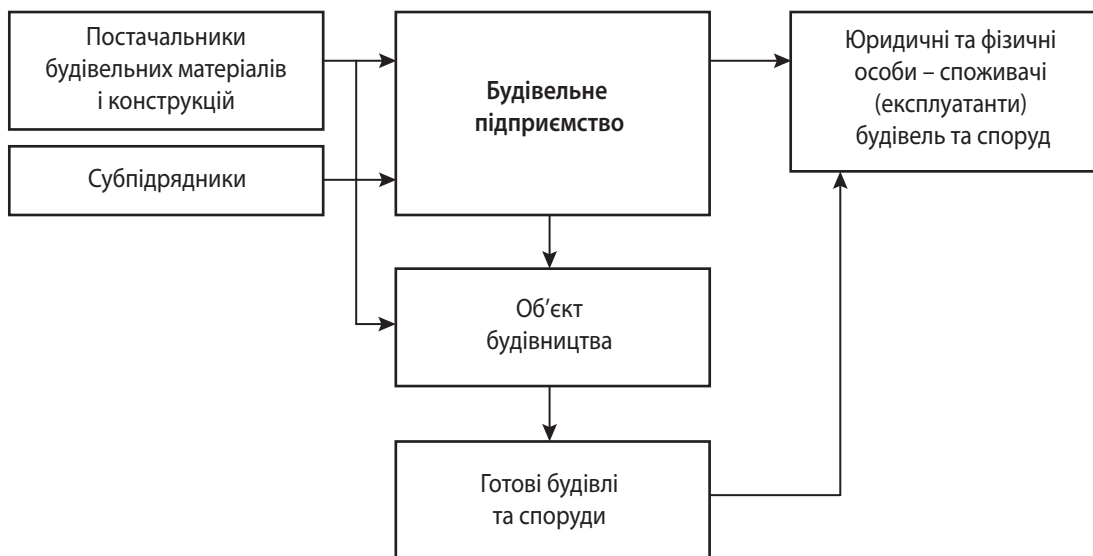 Постачальники
будівельних матеріалів
і конструкцій
Субпідрядники
Будівельне
підприємство
Юридичні та фізичні
особи – споживачі
(експлуатанти)
будівель та споруд
Об’єкт
будівництва
Готові будівлі
та споруди